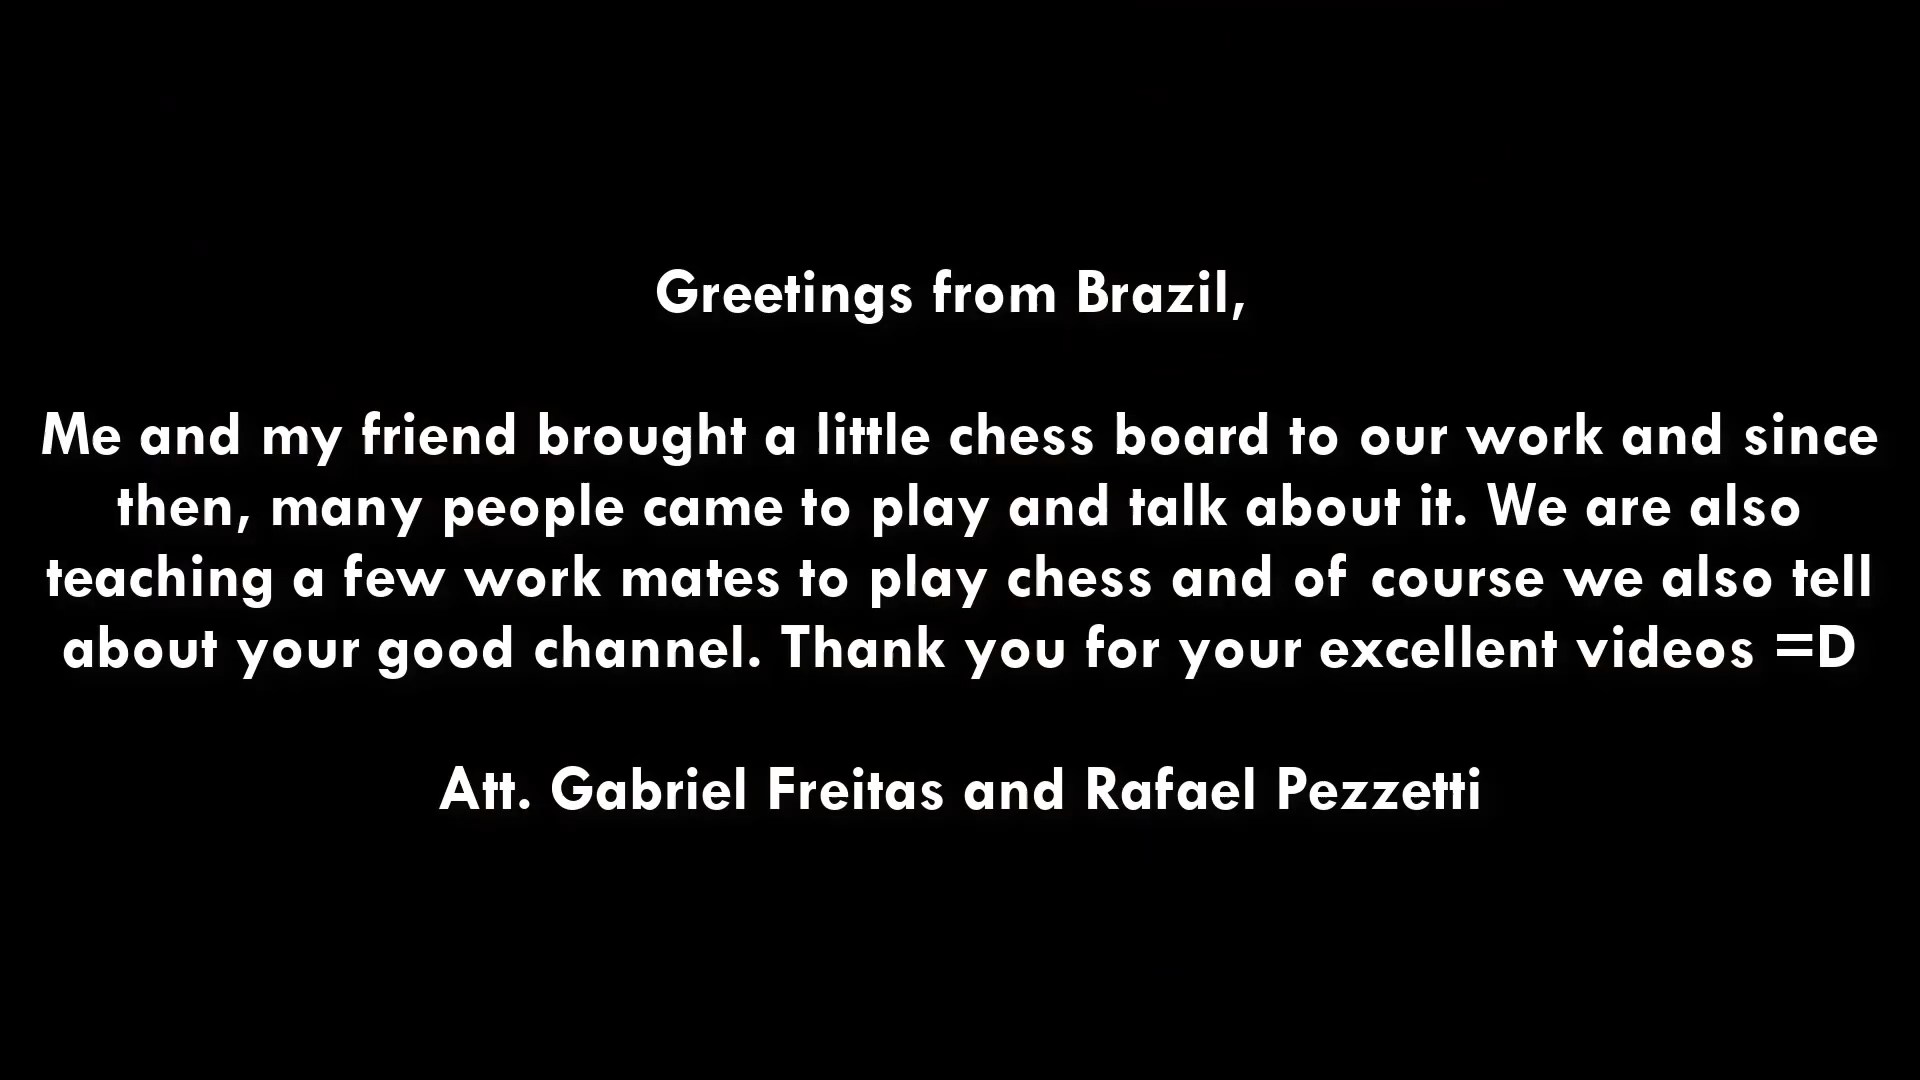 Greetings from Brazil,
Me and my friend brought a little chess board to our work and since
then, many people came to play and talk about it. We are also
teaching a few work mates to play chess and of course we also tell
about your good channel. Thank you for your excellent videos =D
Att. Gabriel Freitas and Rafael Pezzetti